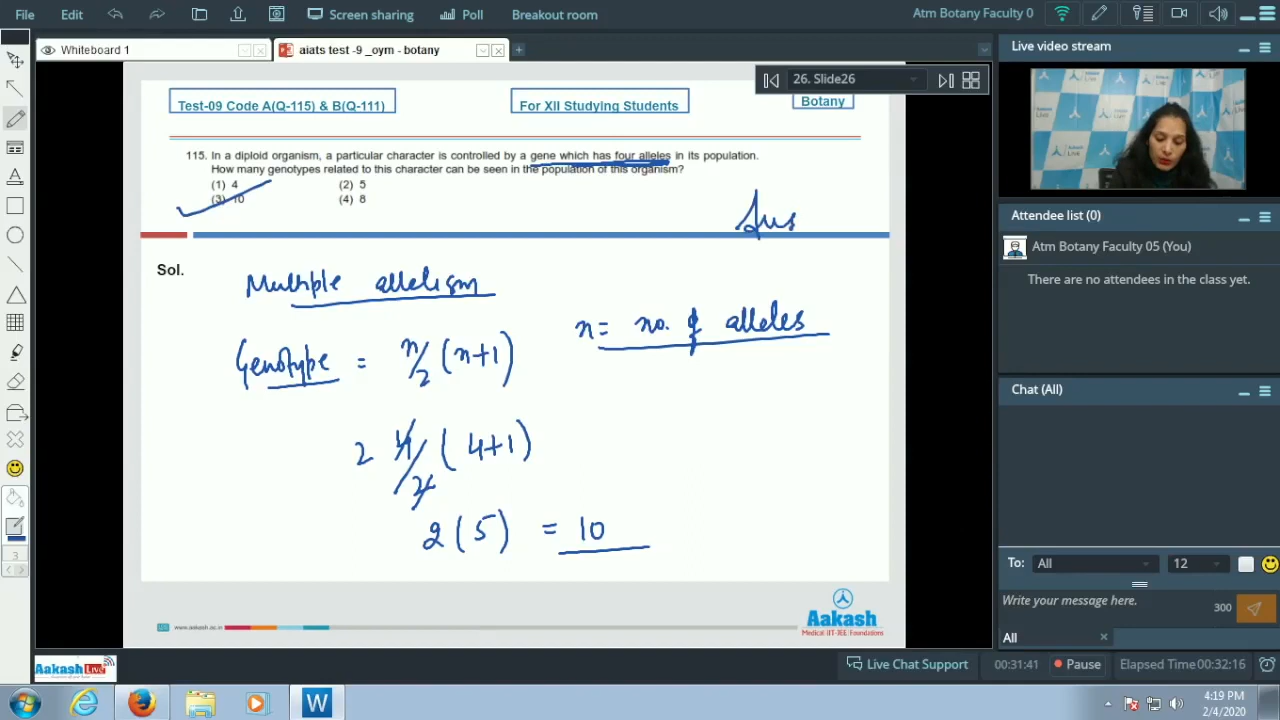 File Edit Screen sharing Poll Breakout room Atm Botany Faculty 0
Whiteboard 1 aiats test -9 _oym - botany
Live video stream
26. Slide26
Test-09 Code A(Q-115) & B(Q-111) For XII Studying Students Botany
115. In a diploid organism, a particular character is controlled by a gene which has four alleles in its population.
How many genotypes related to this character can be seen in the population of this organism?
(1) 4 (2) 5
(3) 10 (4) 8
Ans
Sol.
Multiple allelism
n = no. of alleles
Genotype = n/2 (n+1)
2 4/2 (4+1)
2 (5) = 10
www.aakash.ac.in
Aakash
Medical|IIT-JEE|Foundations
Attendee list (0)
Atm Botany Faculty 05 (You)
There are no attendees in the class yet.
Chat (All)
To: All 12
Write your message here. 300
All
Aakash Live
Live Chat Support 00:31:41 Pause Elapsed Time 00:32:16
3
W
4:19 PM
2/4/2020